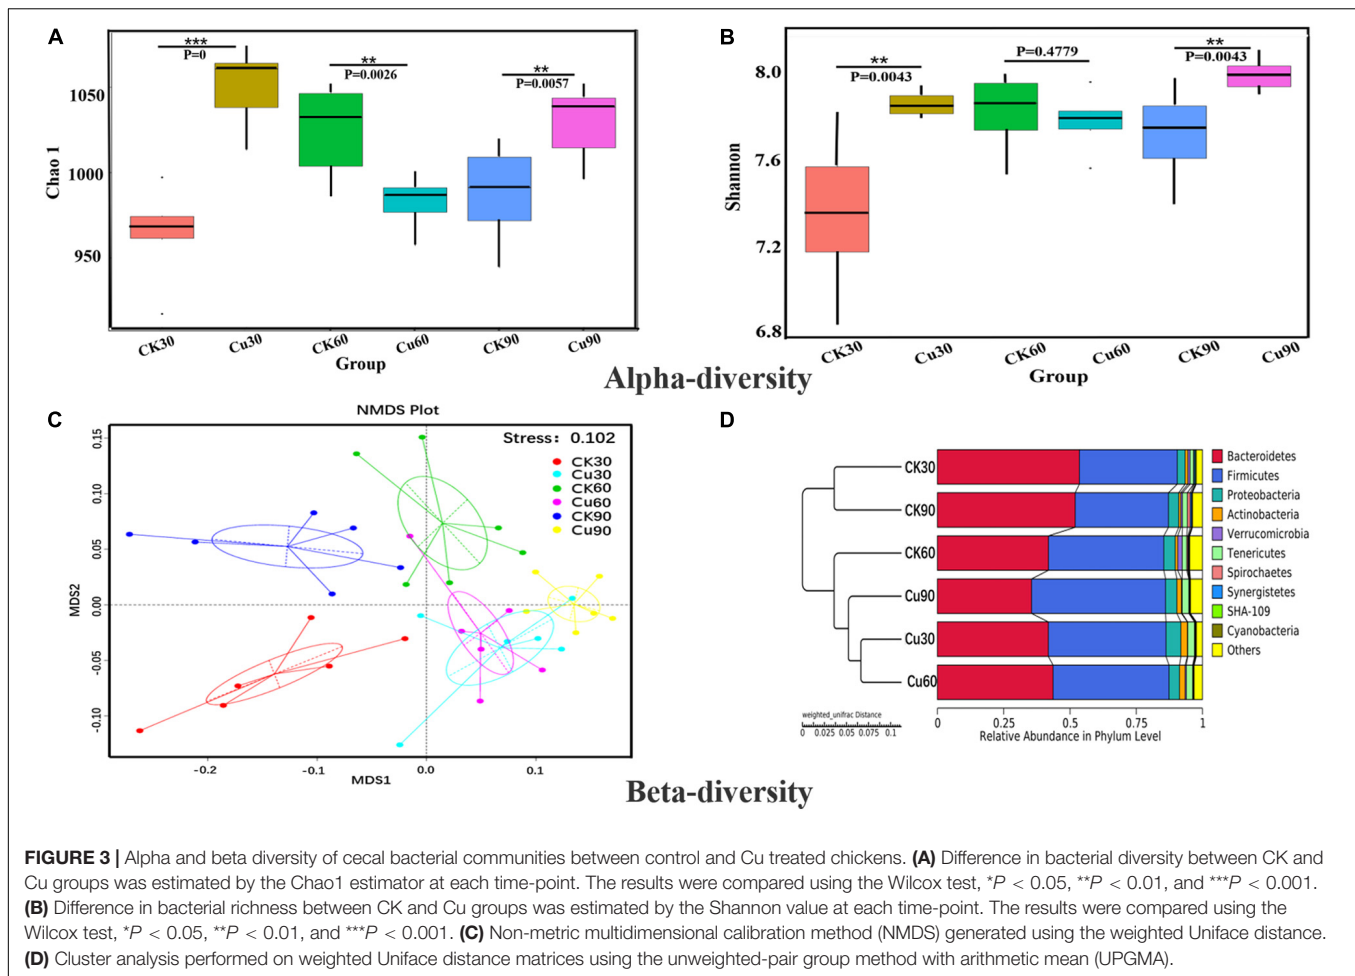 A
***
P=0
**
P=0.0026
**
P=0.0057
1050
1000
950
Chao 1
CK30
Cu30
CK60
Cu60
CK90
Cu90
Group
B
**
P=0.0043
P=0.4779
**
P=0.0043
8.0
7.6
7.2
6.8
Shannon
CK30
Cu30
CK60
Cu60
CK90
Cu90
Group
Alpha-diversity
C
NMDS Plot
Stress: 0.102
CK30
Cu30
CK60
Cu60
CK90
Cu90
0.15
0.10
0.05
0.00
-0.05
-0.10
MDS2
-0.2
-0.1
0.0
0.1
MDS1
D
CK30
CK90
CK60
Cu90
Cu30
Cu60
weighted_unifrac Distance
0 0.025 0.05 0.075 0.1
0 0.25 0.5 0.75 1
Relative Abundance in Phylum Level
Bacteroidetes
Firmicutes
Proteobacteria
Actinobacteria
Verrucomicrobia
Tenericutes
Spirochaetes
Synergistetes
SHA-109
Cyanobacteria
Others
Beta-diversity
FIGURE 3 | Alpha and beta diversity of cecal bacterial communities between control and Cu treated chickens. (A) Difference in bacterial diversity between CK and
Cu groups was estimated by the Chao1 estimator at each time-point. The results were compared using the Wilcox test, *P < 0.05, **P < 0.01, and ***P < 0.001.
(B) Difference in bacterial richness between CK and Cu groups was estimated by the Shannon value at each time-point. The results were compared using the
Wilcox test, *P < 0.05, **P < 0.01, and ***P < 0.001. (C) Non-metric multidimensional calibration method (NMDS) generated using the weighted Uniface distance.
(D) Cluster analysis performed on weighted Uniface distance matrices using the unweighted-pair group method with arithmetic mean (UPGMA).